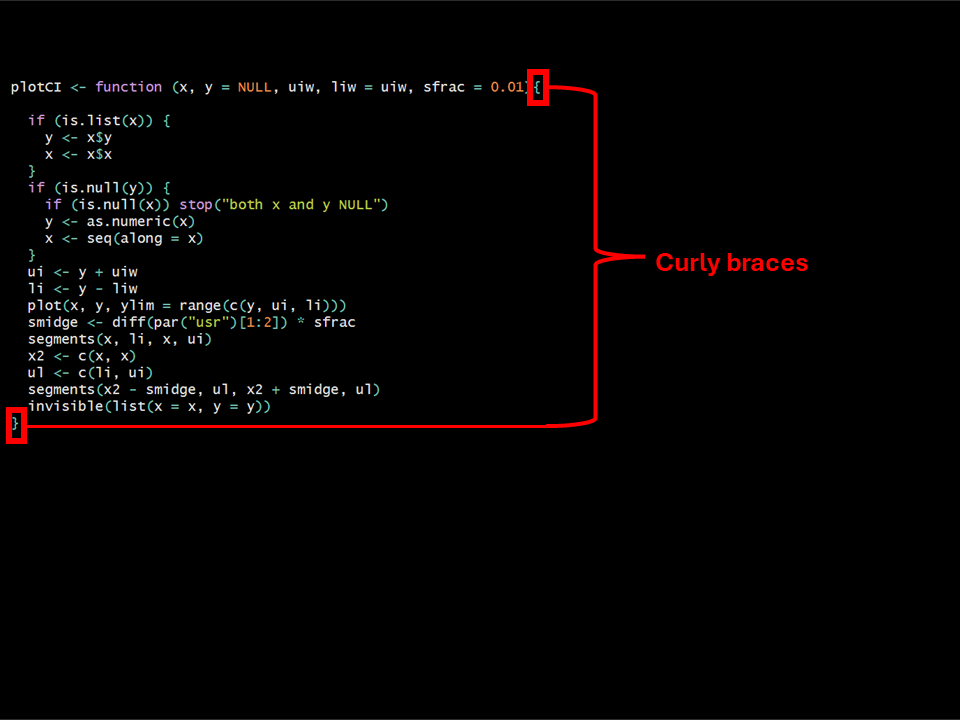 plotCI <- function (x, y = NULL, uiw, liw = uiw, sfrac = 0.01){
if (is.list(x)) {
y <- x$y
x <- x$x
}
if (is.null(y)) {
if (is.null(x)) stop("both x and y NULL")
y <- as.numeric(x)
x <- seq(along = x)
}
ui <- y + uiw
li <- y - liw
plot(x, y, ylim = range(c(y, ui, li)))
smidge <- diff(par("usr")[1:2]) * sfrac
segments(x, li, x, ui)
x2 <- c(x, x)
ul <- c(li, ui)
segments(x2 - smidge, ul, x2 + smidge, ul)
invisible(list(x = x, y = y))
}
Curly braces